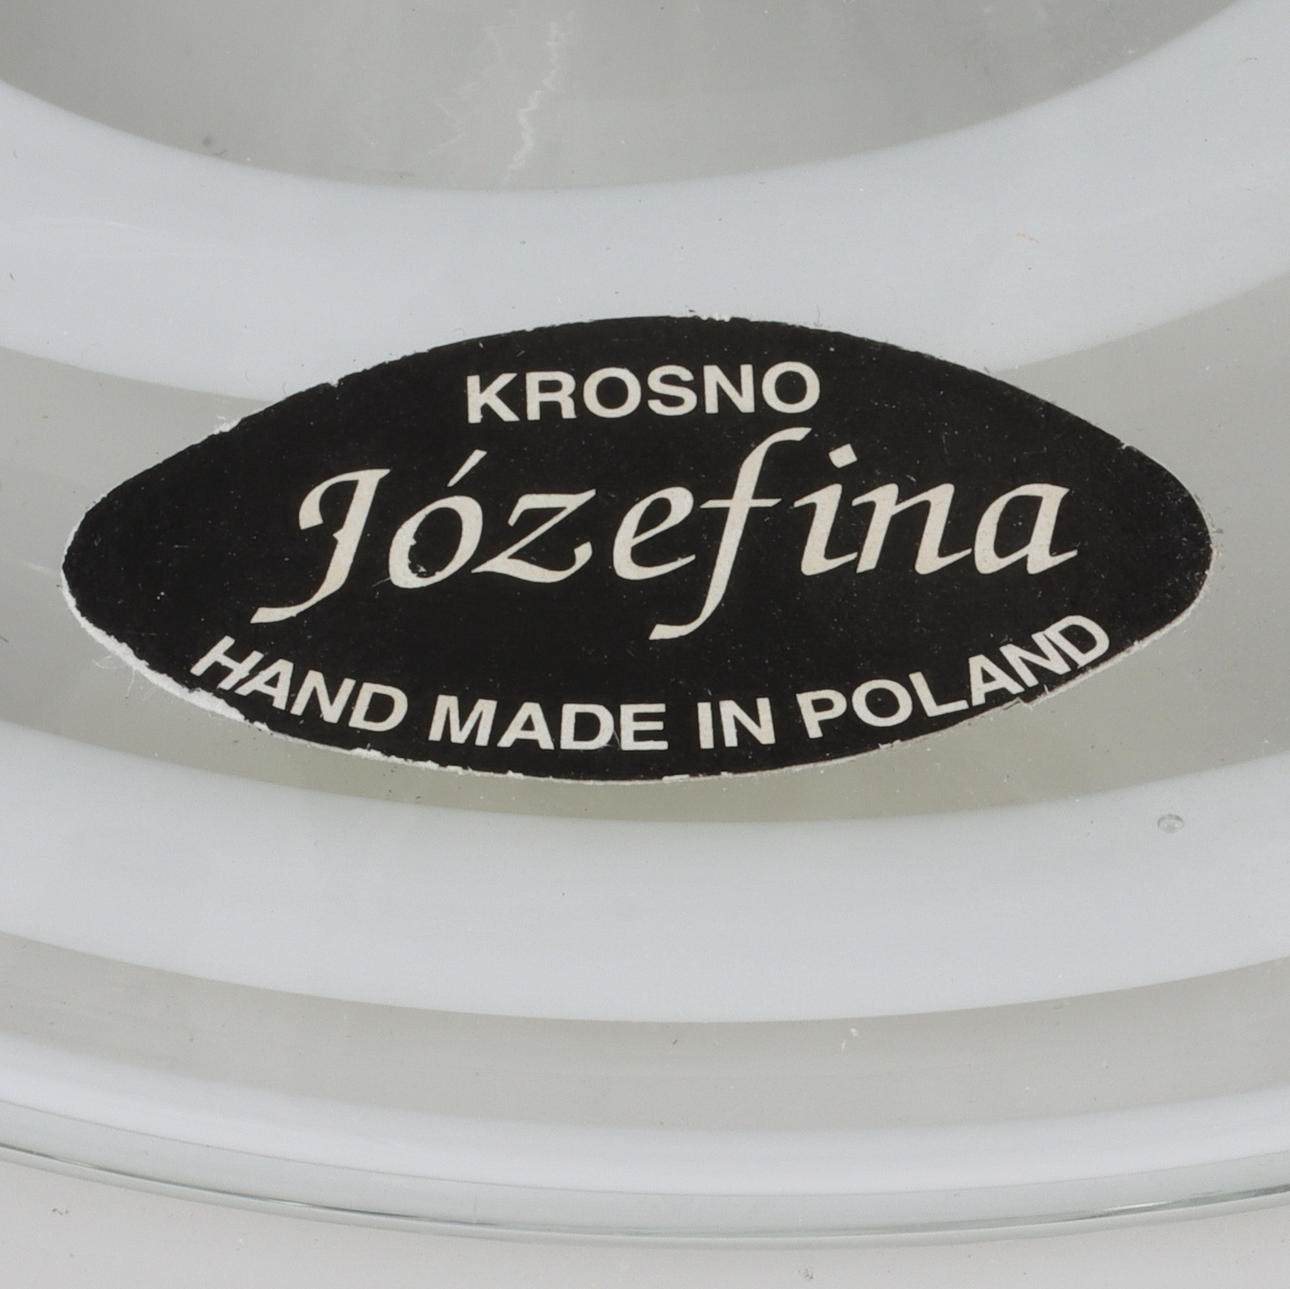 KROSNO
Józefina
HAND MADE IN POLAND